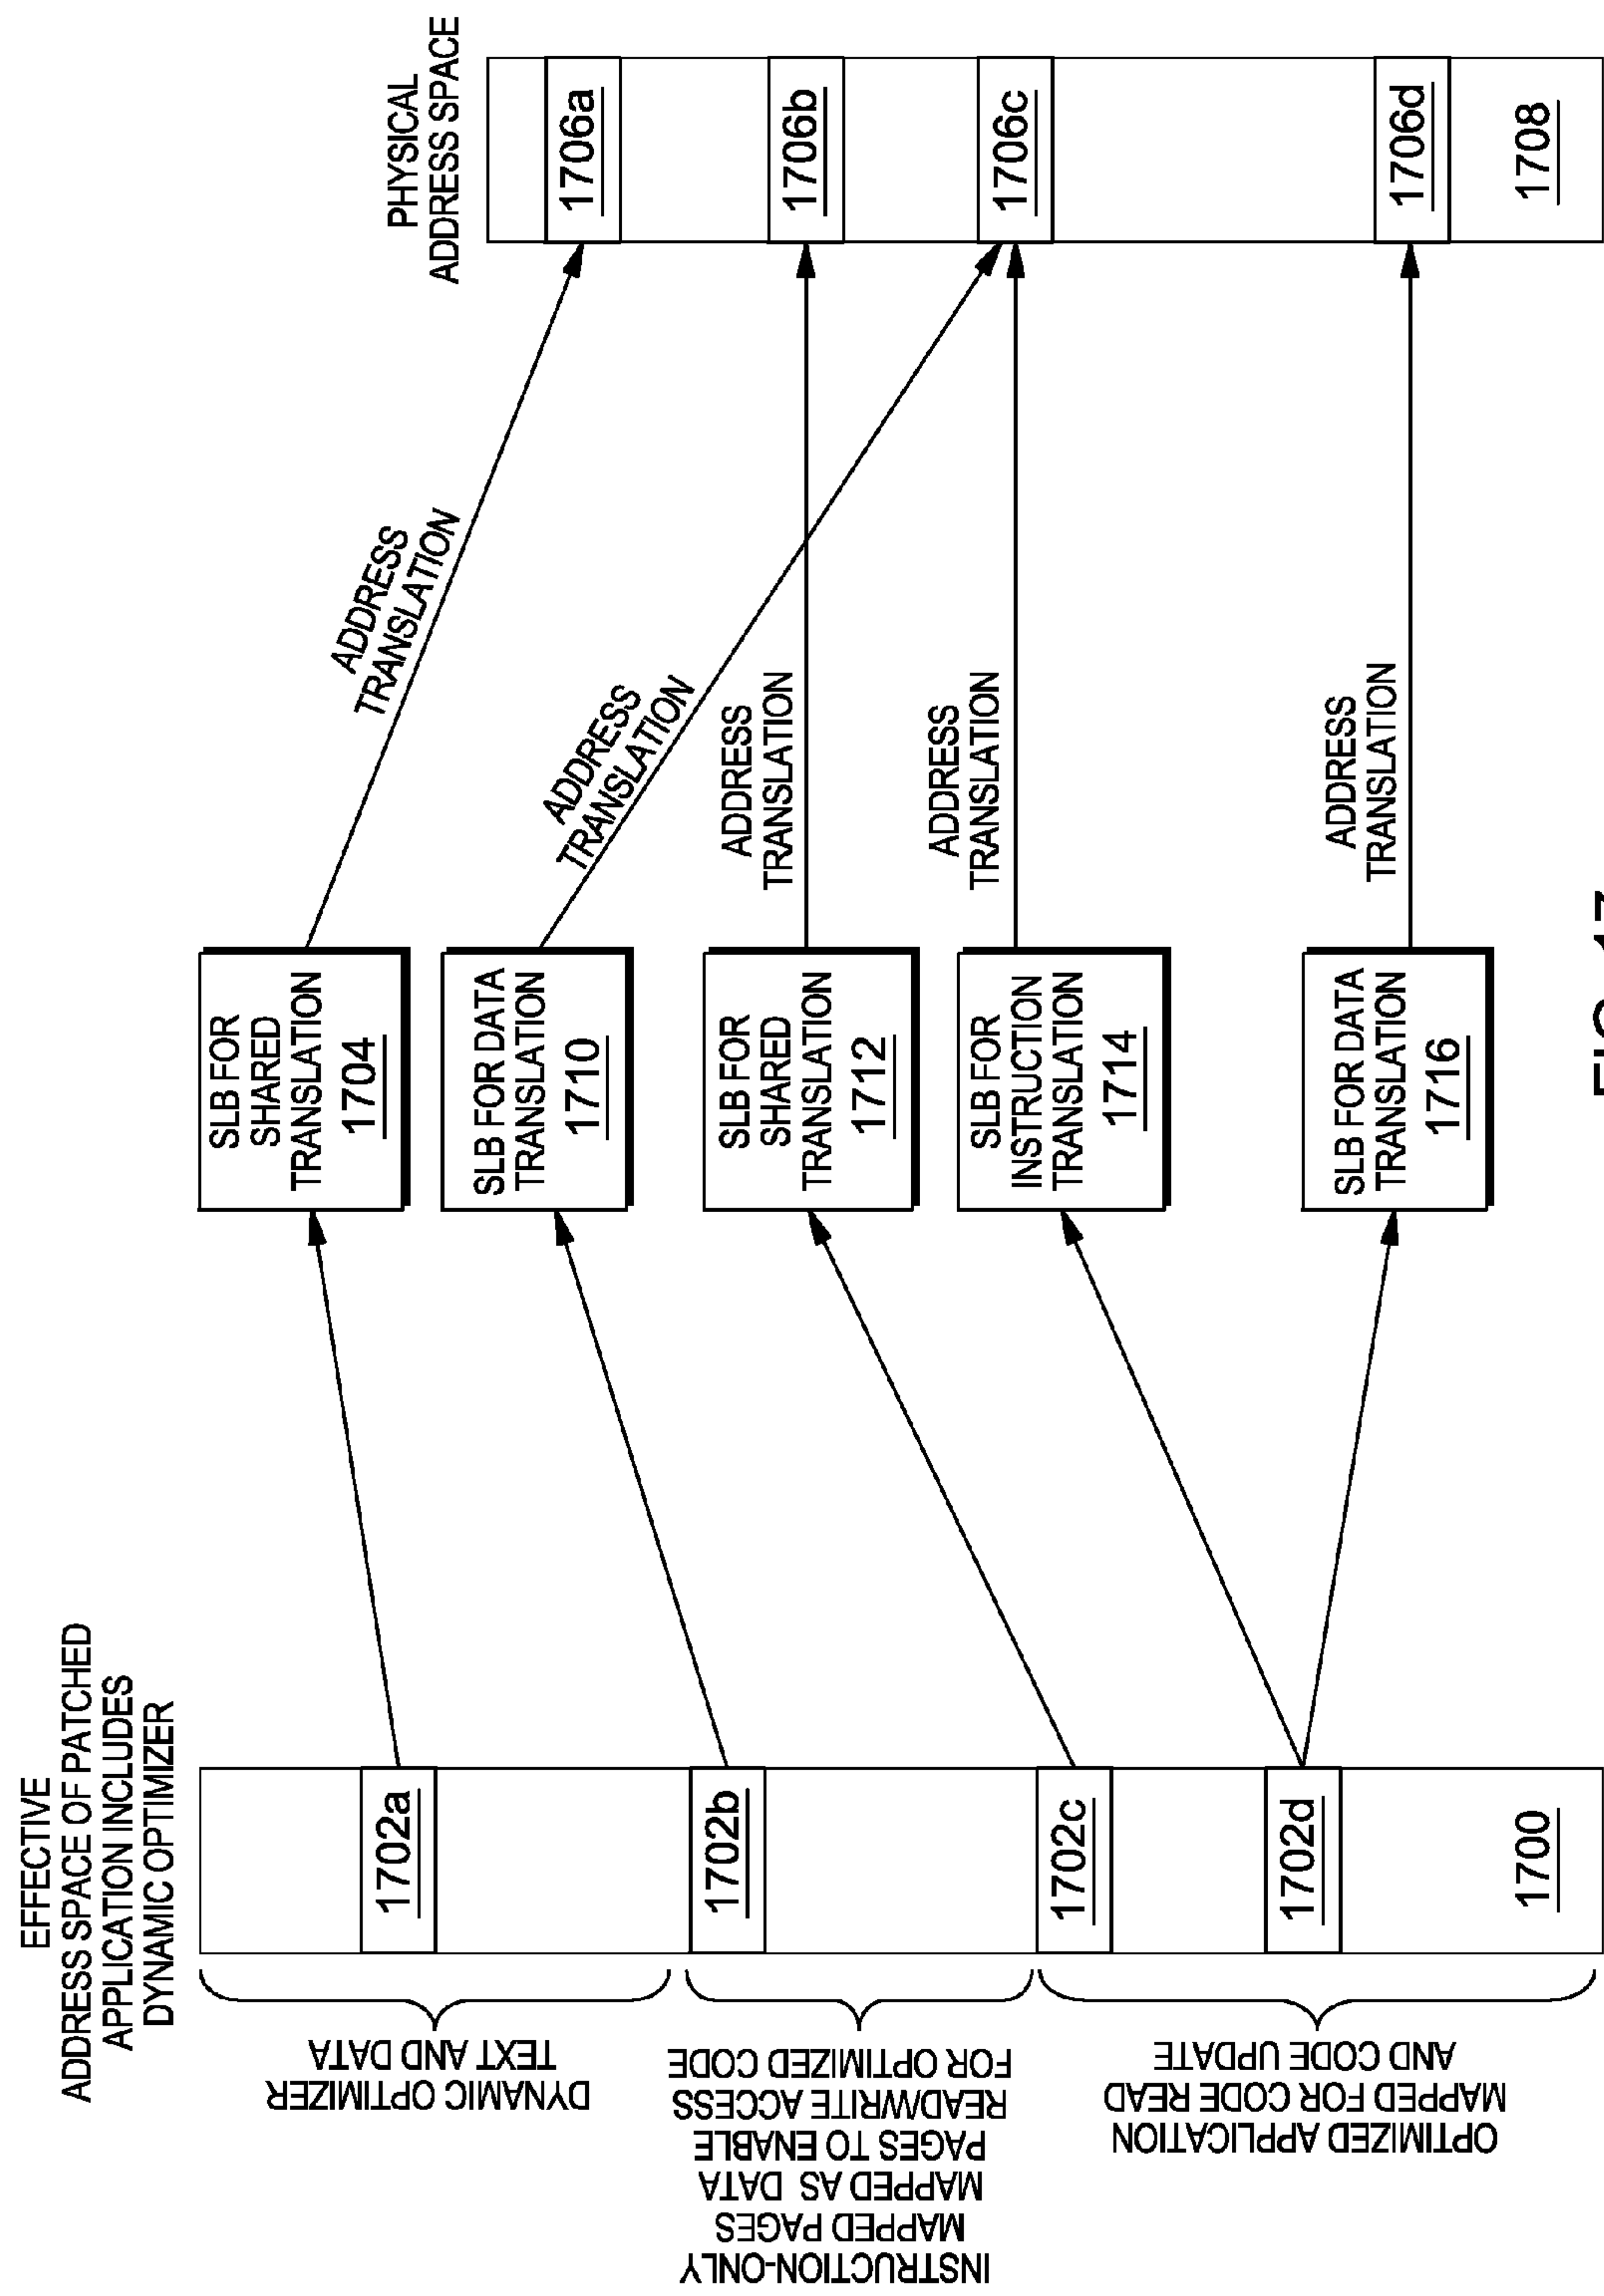 EFFECTIVE
ADDRESS SPACE OF PATCHED
APPLICATION INCLUDES
DYNAMIC OPTIMIZER
PHYSICAL
ADDRESS SPACE
DYNAMIC OPTIMIZER
TEXT AND DATA
1702a
SLB FOR
SHARED
TRANSLATION
1704
ADDRESS
TRANSLATION
1706a
INSTRUCTION-ONLY
MAPPED PAGES
MAPPED AS DATA
PAGES TO ENABLE
READ/WRITE ACCESS
FOR OPTIMIZED CODE
1702b
SLB FOR DATA
TRANSLATION
1710
ADDRESS
TRANSLATION
1706b
OPTIMIZED APPLICATION
MAPPED FOR CODE READ
AND CODE UPDATE
1702c
SLB FOR
SHARED
TRANSLATION
1712
ADDRESS
TRANSLATION
1706c
1702d
SLB FOR
INSTRUCTION
TRANSLATION
1714
ADDRESS
TRANSLATION
SLB FOR DATA
TRANSLATION
1716
ADDRESS
TRANSLATION
1706d
1700
1708